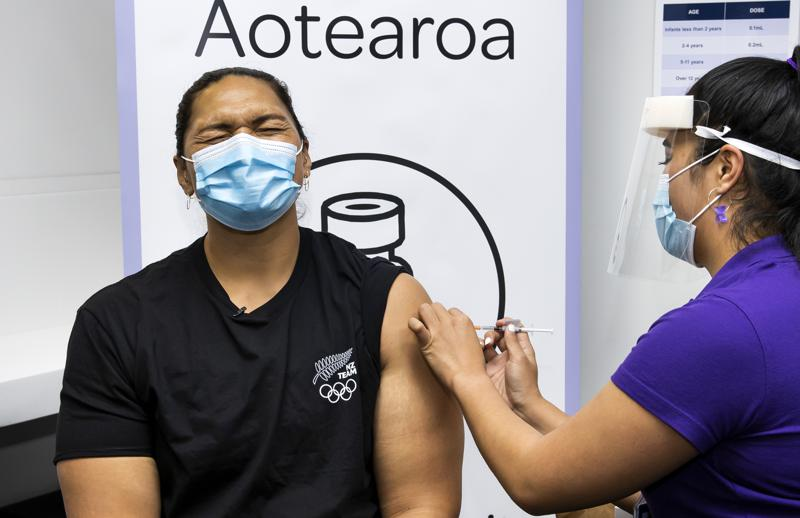 Aotearoa
AGE DOSE
Infants less than 2 years 0.1mL
2-4 years 0.2mL
5-11 years
Over 12 y
NZ
TEAM